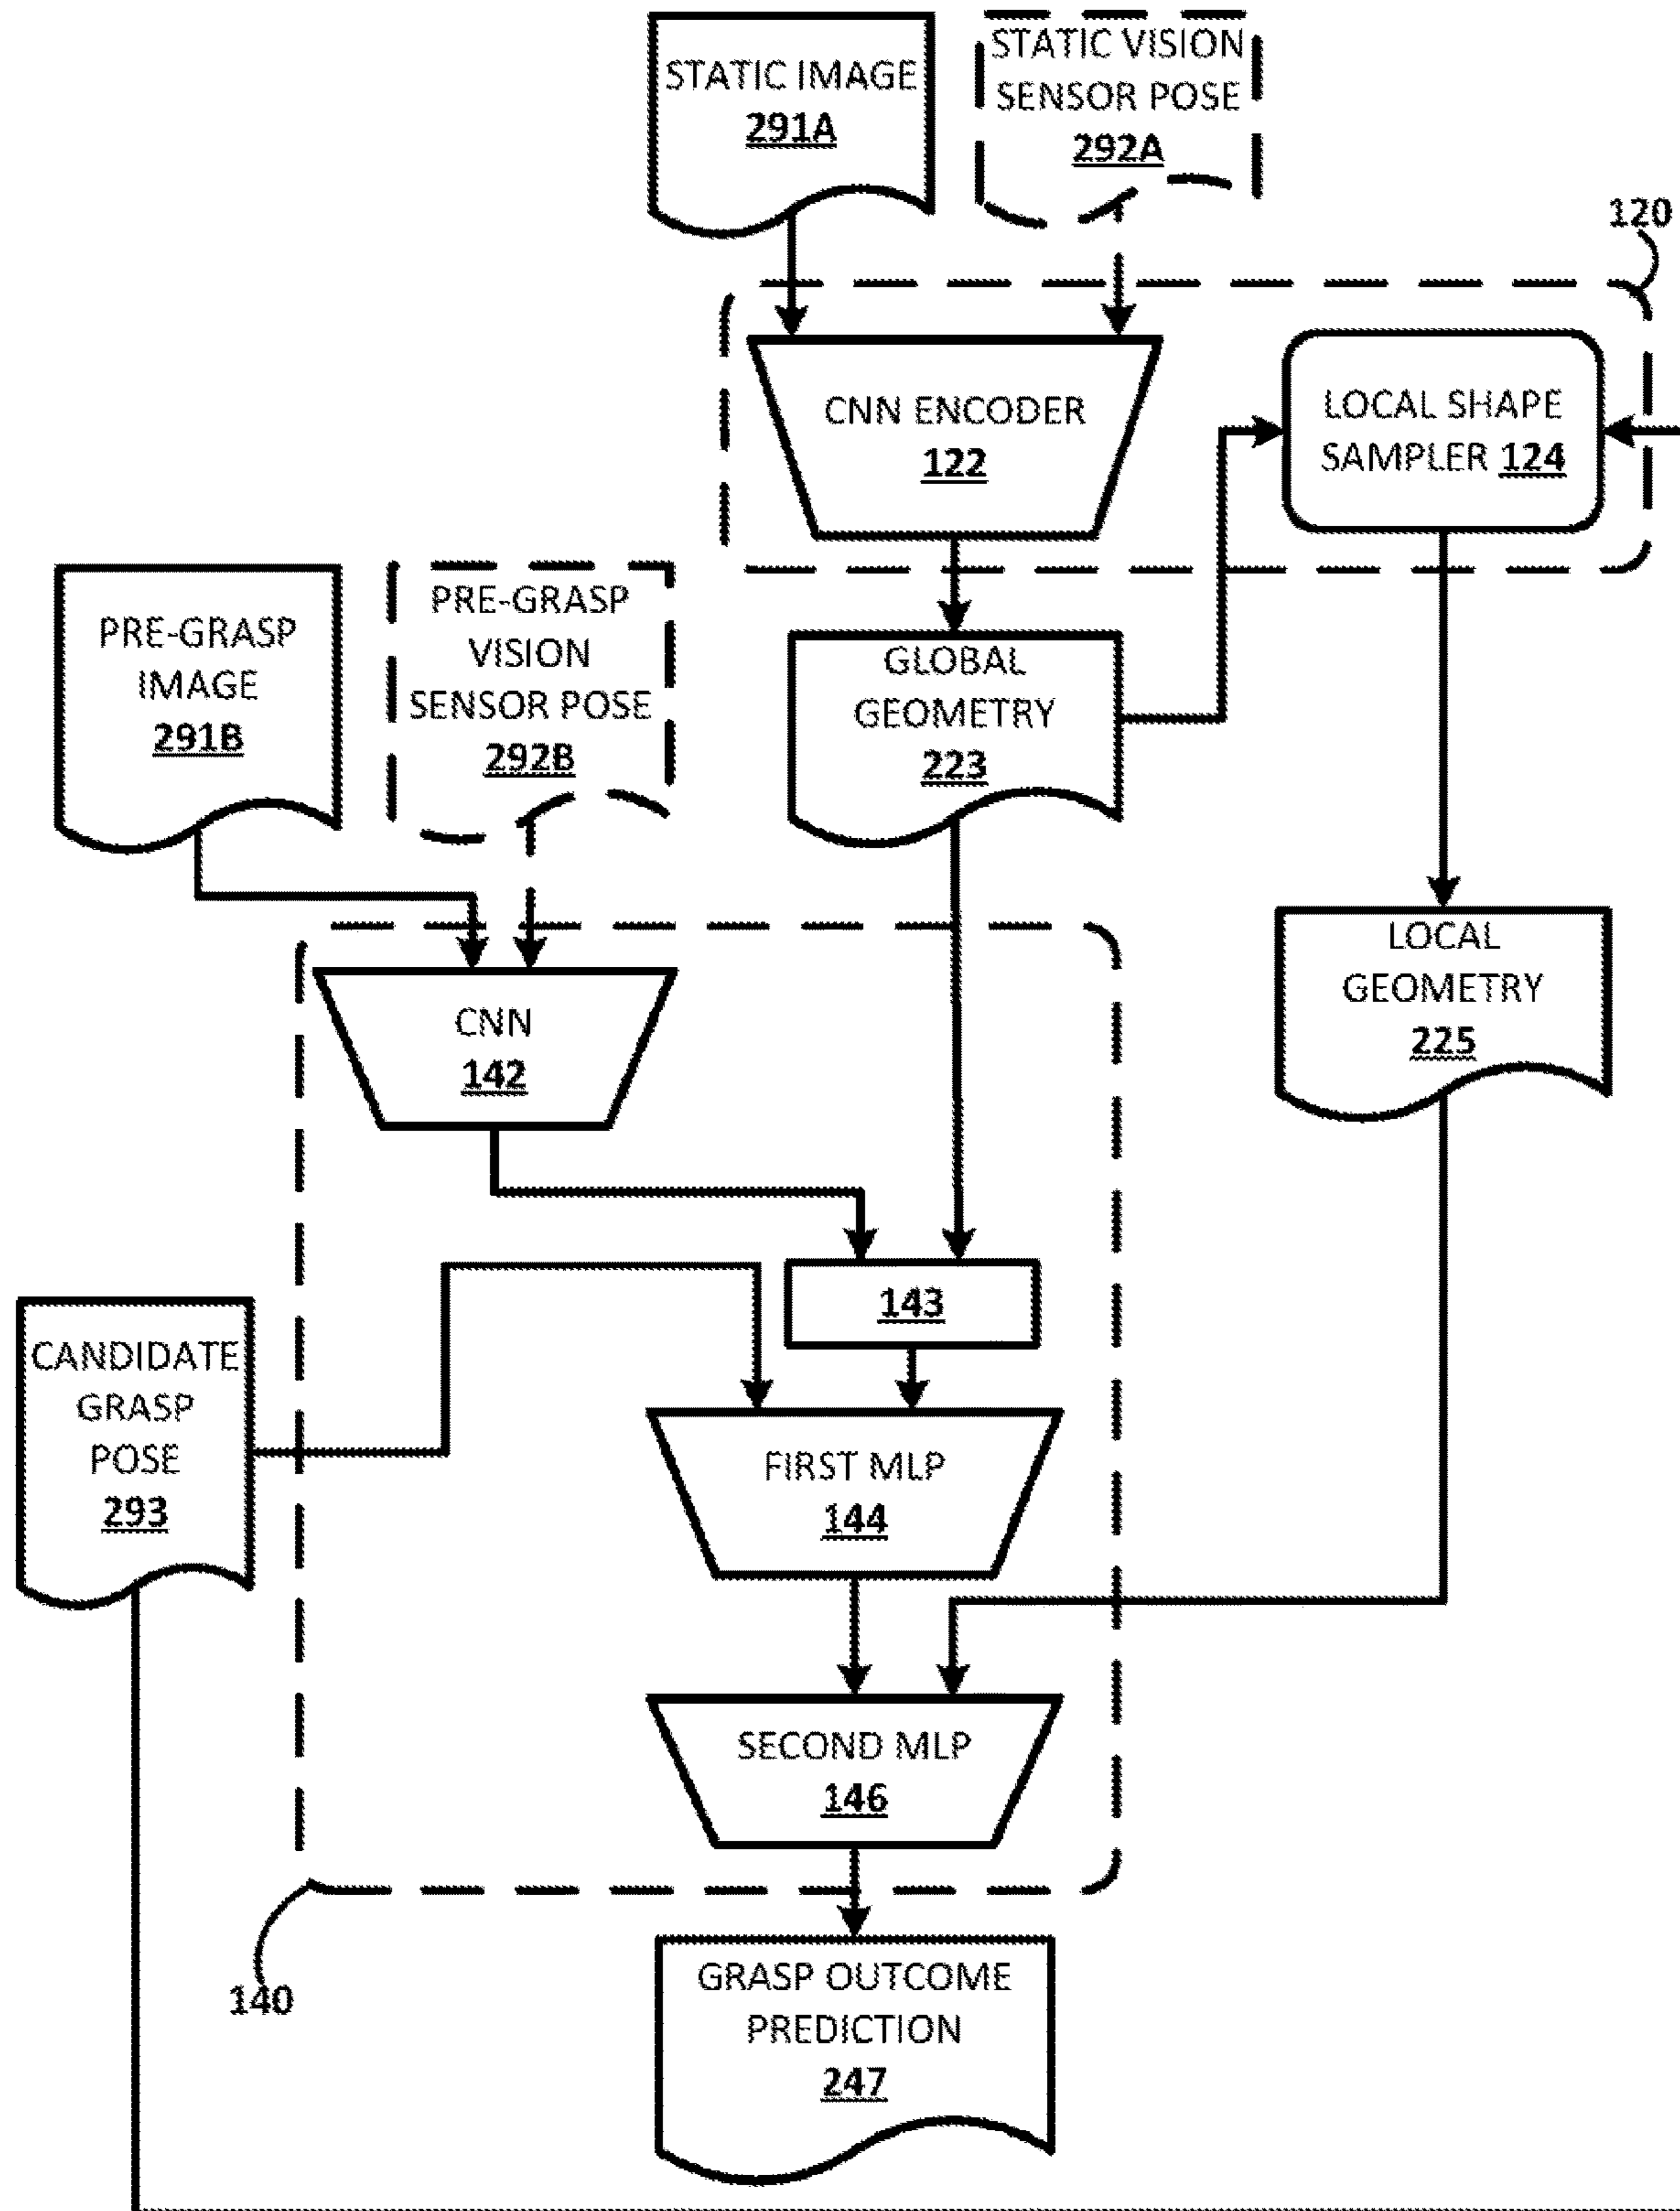 STATIC IMAGE
291A
STATIC VISION
SENSOR POSE
292A
120
CNN ENCODER
122
LOCAL SHAPE
SAMPLER 124
PRE-GRASP
IMAGE
291B
PRE-GRASP
VISION
SENSOR POSE
292B
GLOBAL
GEOMETRY
223
LOCAL
GEOMETRY
225
CNN
142
143
CANDIDATE
GRASP
POSE
293
FIRST MLP
144
SECOND MLP
146
140
GRASP OUTCOME
PREDICTION
247